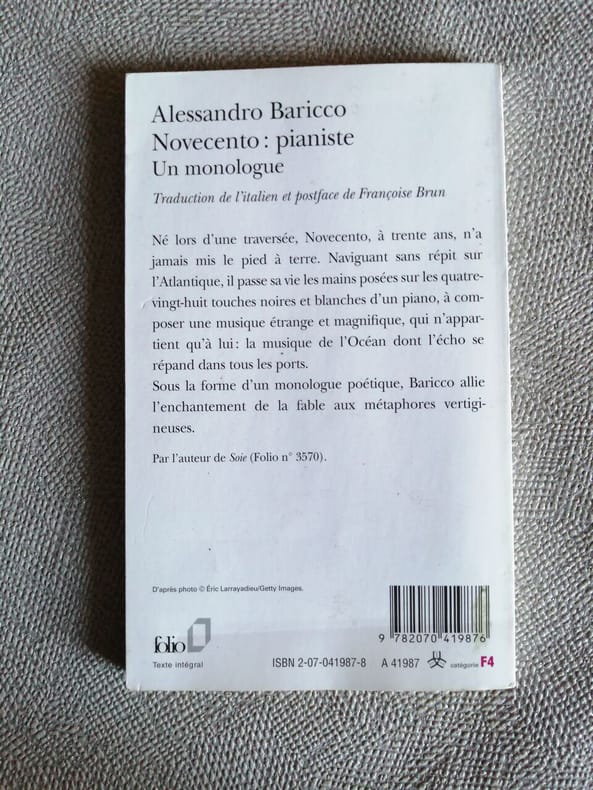 Alessandro Baricco
Novecento : pianiste
Un monologue
Traduction de l'italien et postface de Françoise Brun
Né lors d'une traversée, Novecento, à trente ans, n'a
jamais mis le pied à terre. Naviguant sans répit sur
l'Atlantique, il passe sa vie les mains posées sur les quatre-
vingt-huit touches noires et blanches d'un piano, à com-
poser une musique étrange et magnifique, qui n'appar-
tient qu'à lui : la musique de l'Océan dont l'écho se
répand dans tous les ports.
Sous la forme d'un monologue poétique, Baricco allie
l'enchantement de la fable aux métaphores vertigi-
neuses.
Par l'auteur de Soie (Folio n° 3570).
D'après photo © Éric Larrayadieu/Getty Images.
9 782070 419876
folio
Texte intégral
ISBN 2-07-041987-8 A 41987 catégorie F4